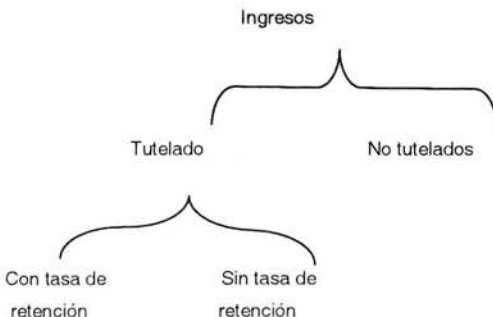 Ingresos
Tutelado
No tutelados
Con tasa de
retención
Sin tasa de
retención